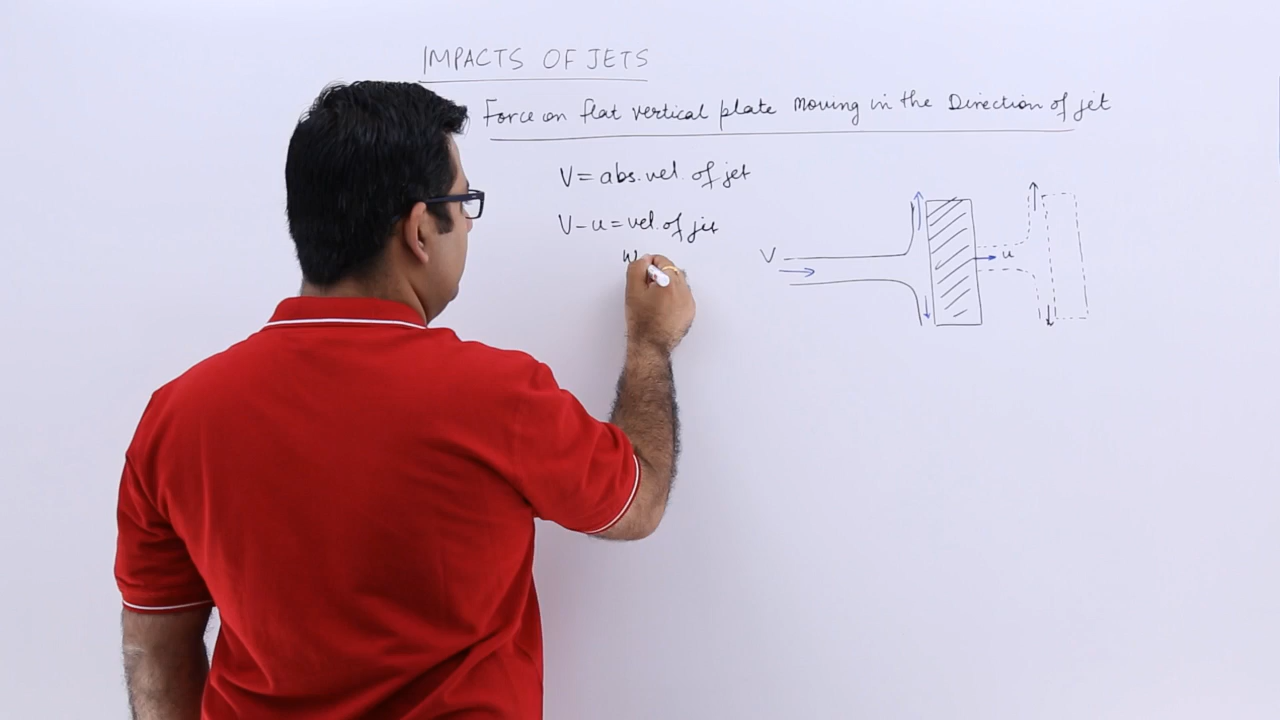 IMPACTS OF JETS
Force on flat vertical plate moving in the Direction of jet
V = abs. vel. of jet
V - u = vel. of jet
w
V
u